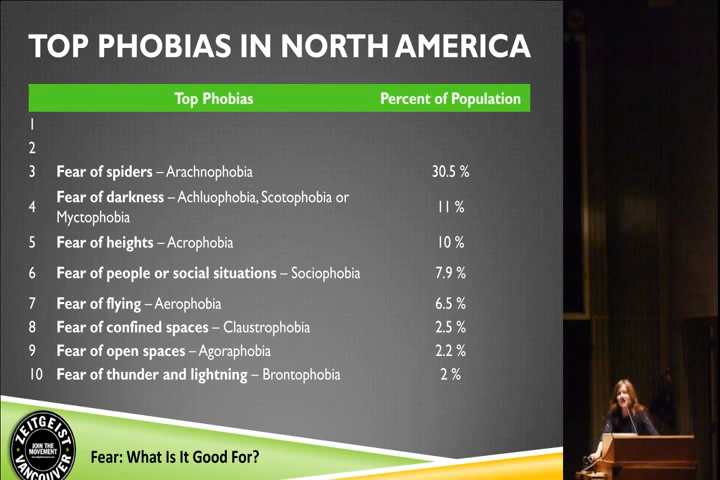 TOP PHOBIAS IN NORTH AMERICA
Top Phobias Percent of Population
1
2
3 Fear of spiders – Arachnophobia 30.5 %
4 Fear of darkness – Achluophobia, Scotophobia or
Myctophobia 11 %
5 Fear of heights – Acrophobia 10 %
6 Fear of people or social situations – Sociophobia 7.9 %
7 Fear of flying – Aerophobia 6.5 %
8 Fear of confined spaces – Claustrophobia 2.5 %
9 Fear of open spaces – Agoraphobia 2.2 %
10 Fear of thunder and lightning – Brontophobia 2 %
ZEITGEIST
JOIN THE
MOVEMENT
VANCOUVER
Fear: What Is It Good For?